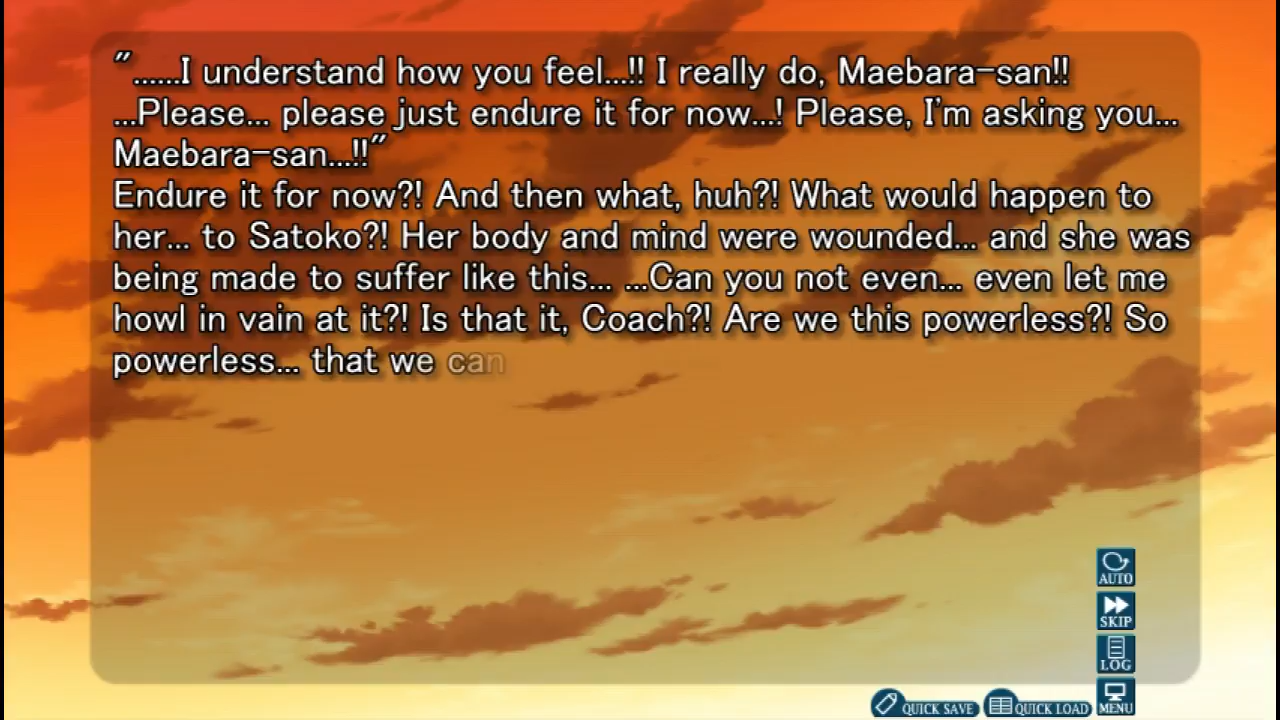 "......I understand how you feel...!! I really do, Maebara-san!!
...Please... please just endure it for now...! Please, I'm asking you...
Maebara-san...!!"
Endure it for now?! And then what, huh?! What would happen to
her... to Satoko?! Her body and mind were wounded... and she was
being made to suffer like this... ...Can you not even... even let me
howl in vain at it?! Is that it, Coach?! Are we this powerless?! So
powerless... that we can
AUTO
SKIP
LOG
QUICK SAVE QUICK LOAD MENU